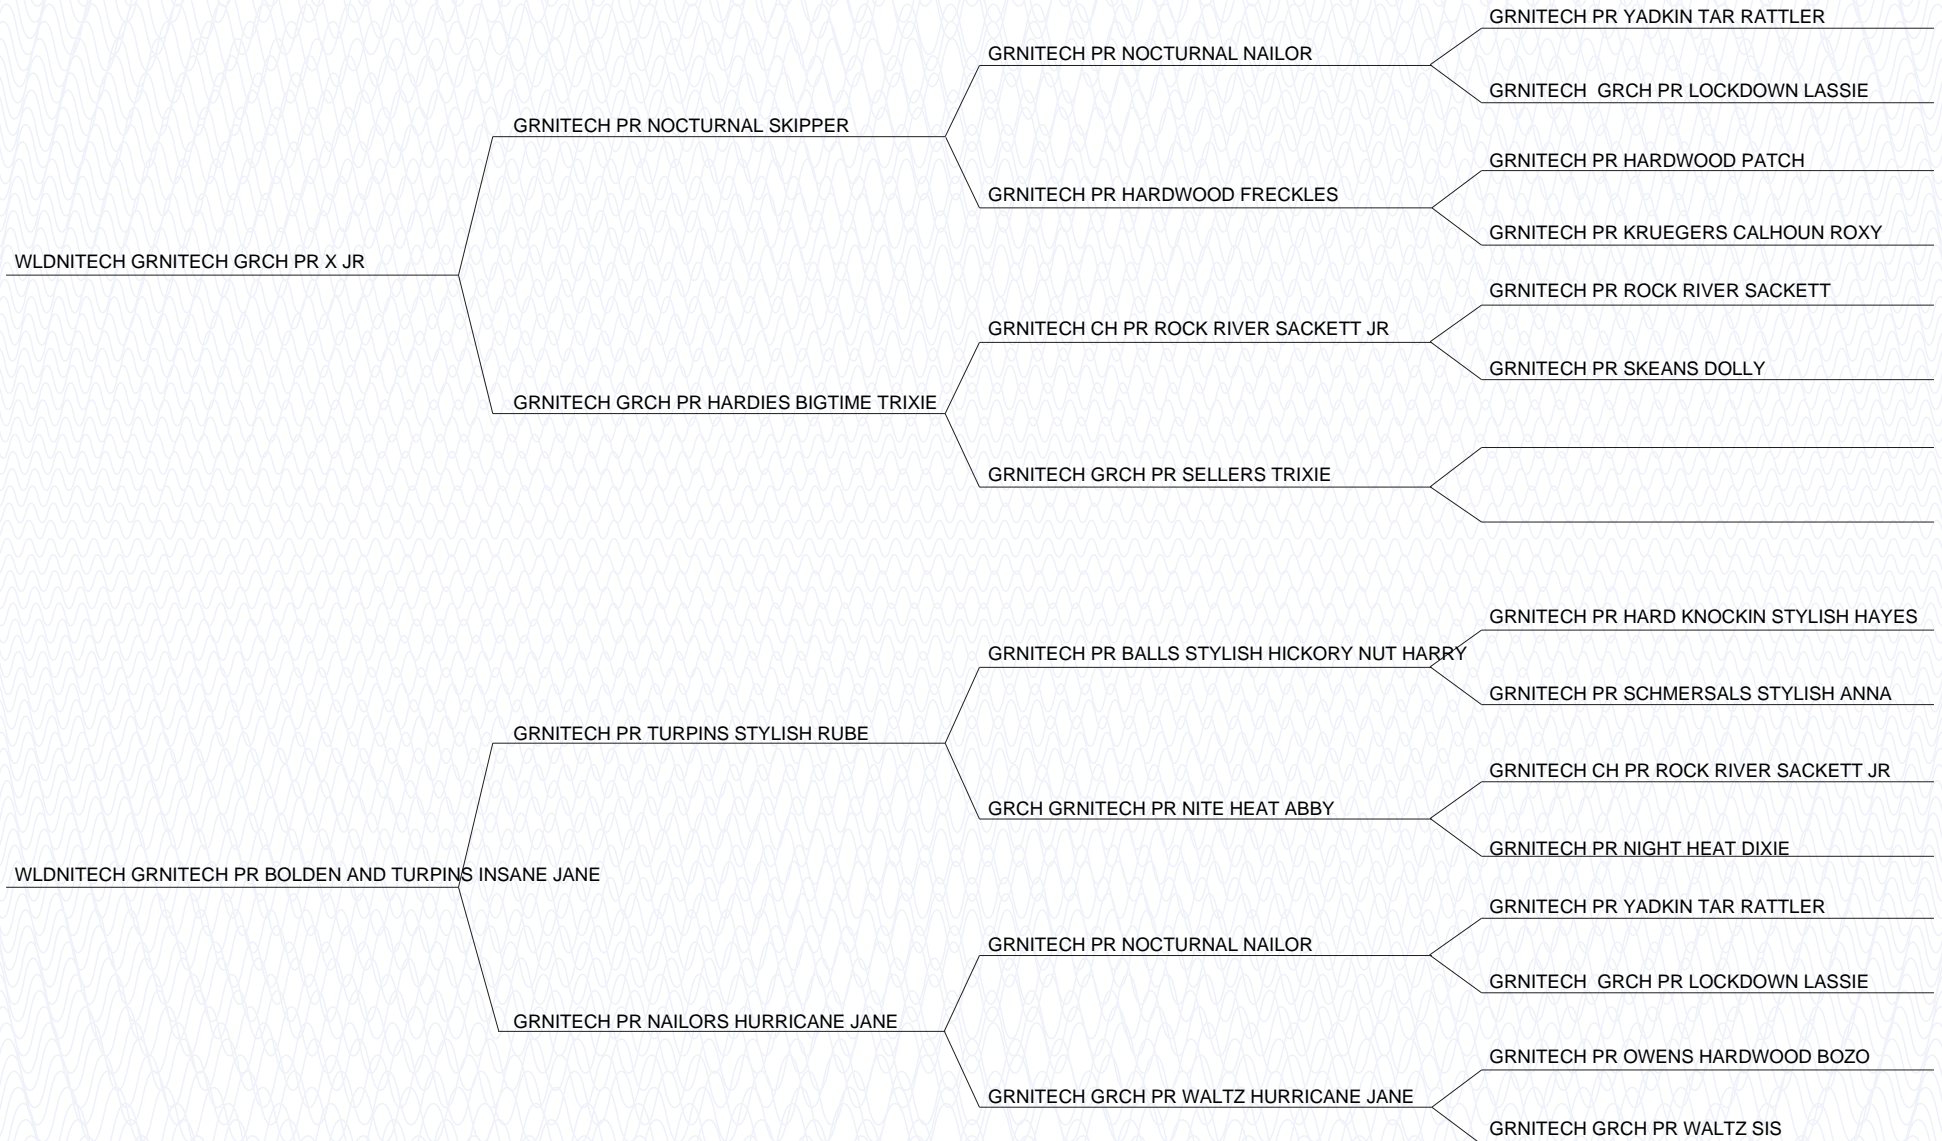 GRNITECH PR YADKIN TAR RATTLER
GRNITECH PR NOCTURNAL NAILOR
GRNITECH  GRCH PR LOCKDOWN LASSIE
GRNITECH PR NOCTURNAL SKIPPER
GRNITECH PR HARDWOOD PATCH
GRNITECH PR HARDWOOD FRECKLES
GRNITECH PR KRUEGERS CALHOUN ROXY
WLDNITECH GRNITECH GRCH PR X JR
GRNITECH PR ROCK RIVER SACKETT
GRNITECH CH PR ROCK RIVER SACKETT JR
GRNITECH PR SKEANS DOLLY
GRNITECH GRCH PR HARDIES BIGTIME TRIXIE
GRNITECH GRCH PR SELLERS TRIXIE
GRNITECH PR HARD KNOCKIN STYLISH HAYES
GRNITECH PR BALLS STYLISH HICKORY NUT HARRY
GRNITECH PR SCHMERSALS STYLISH ANNA
GRNITECH PR TURPINS STYLISH RUBE
GRNITECH CH PR ROCK RIVER SACKETT JR
GRCH GRNITECH PR NITE HEAT ABBY
GRNITECH PR NIGHT HEAT DIXIE
WLDNITECH GRNITECH PR BOLDEN AND TURPINS INSANE JANE
GRNITECH PR YADKIN TAR RATTLER
GRNITECH PR NOCTURNAL NAILOR
GRNITECH  GRCH PR LOCKDOWN LASSIE
GRNITECH PR NAILORS HURRICANE JANE
GRNITECH PR OWENS HARDWOOD BOZO
GRNITECH GRCH PR WALTZ HURRICANE JANE
GRNITECH GRCH PR WALTZ SIS